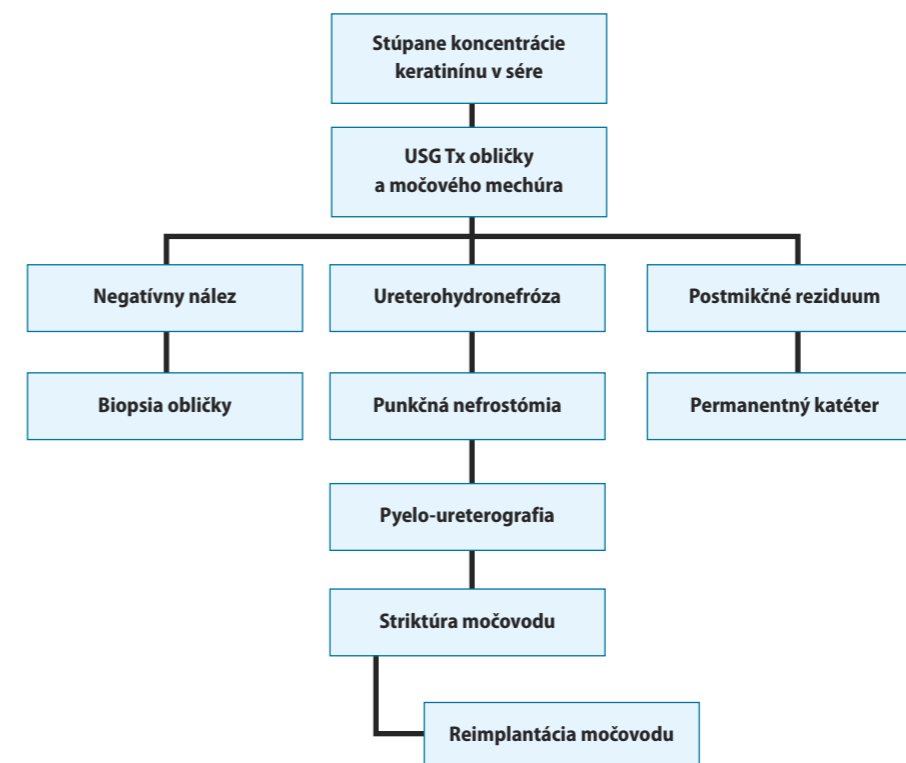 Stúpane koncentrácie
keratinínu v sére
USG Tx obličky
a močového mechúra
Negatívny nález
Ureterohydronefróza
Postmikčné reziduum
Biopsia obličky
Punkčná nefrostómia
Permanentný katéter
Pyelo-ureterografia
Striktúra močovodu
Reimplantácia močovodu